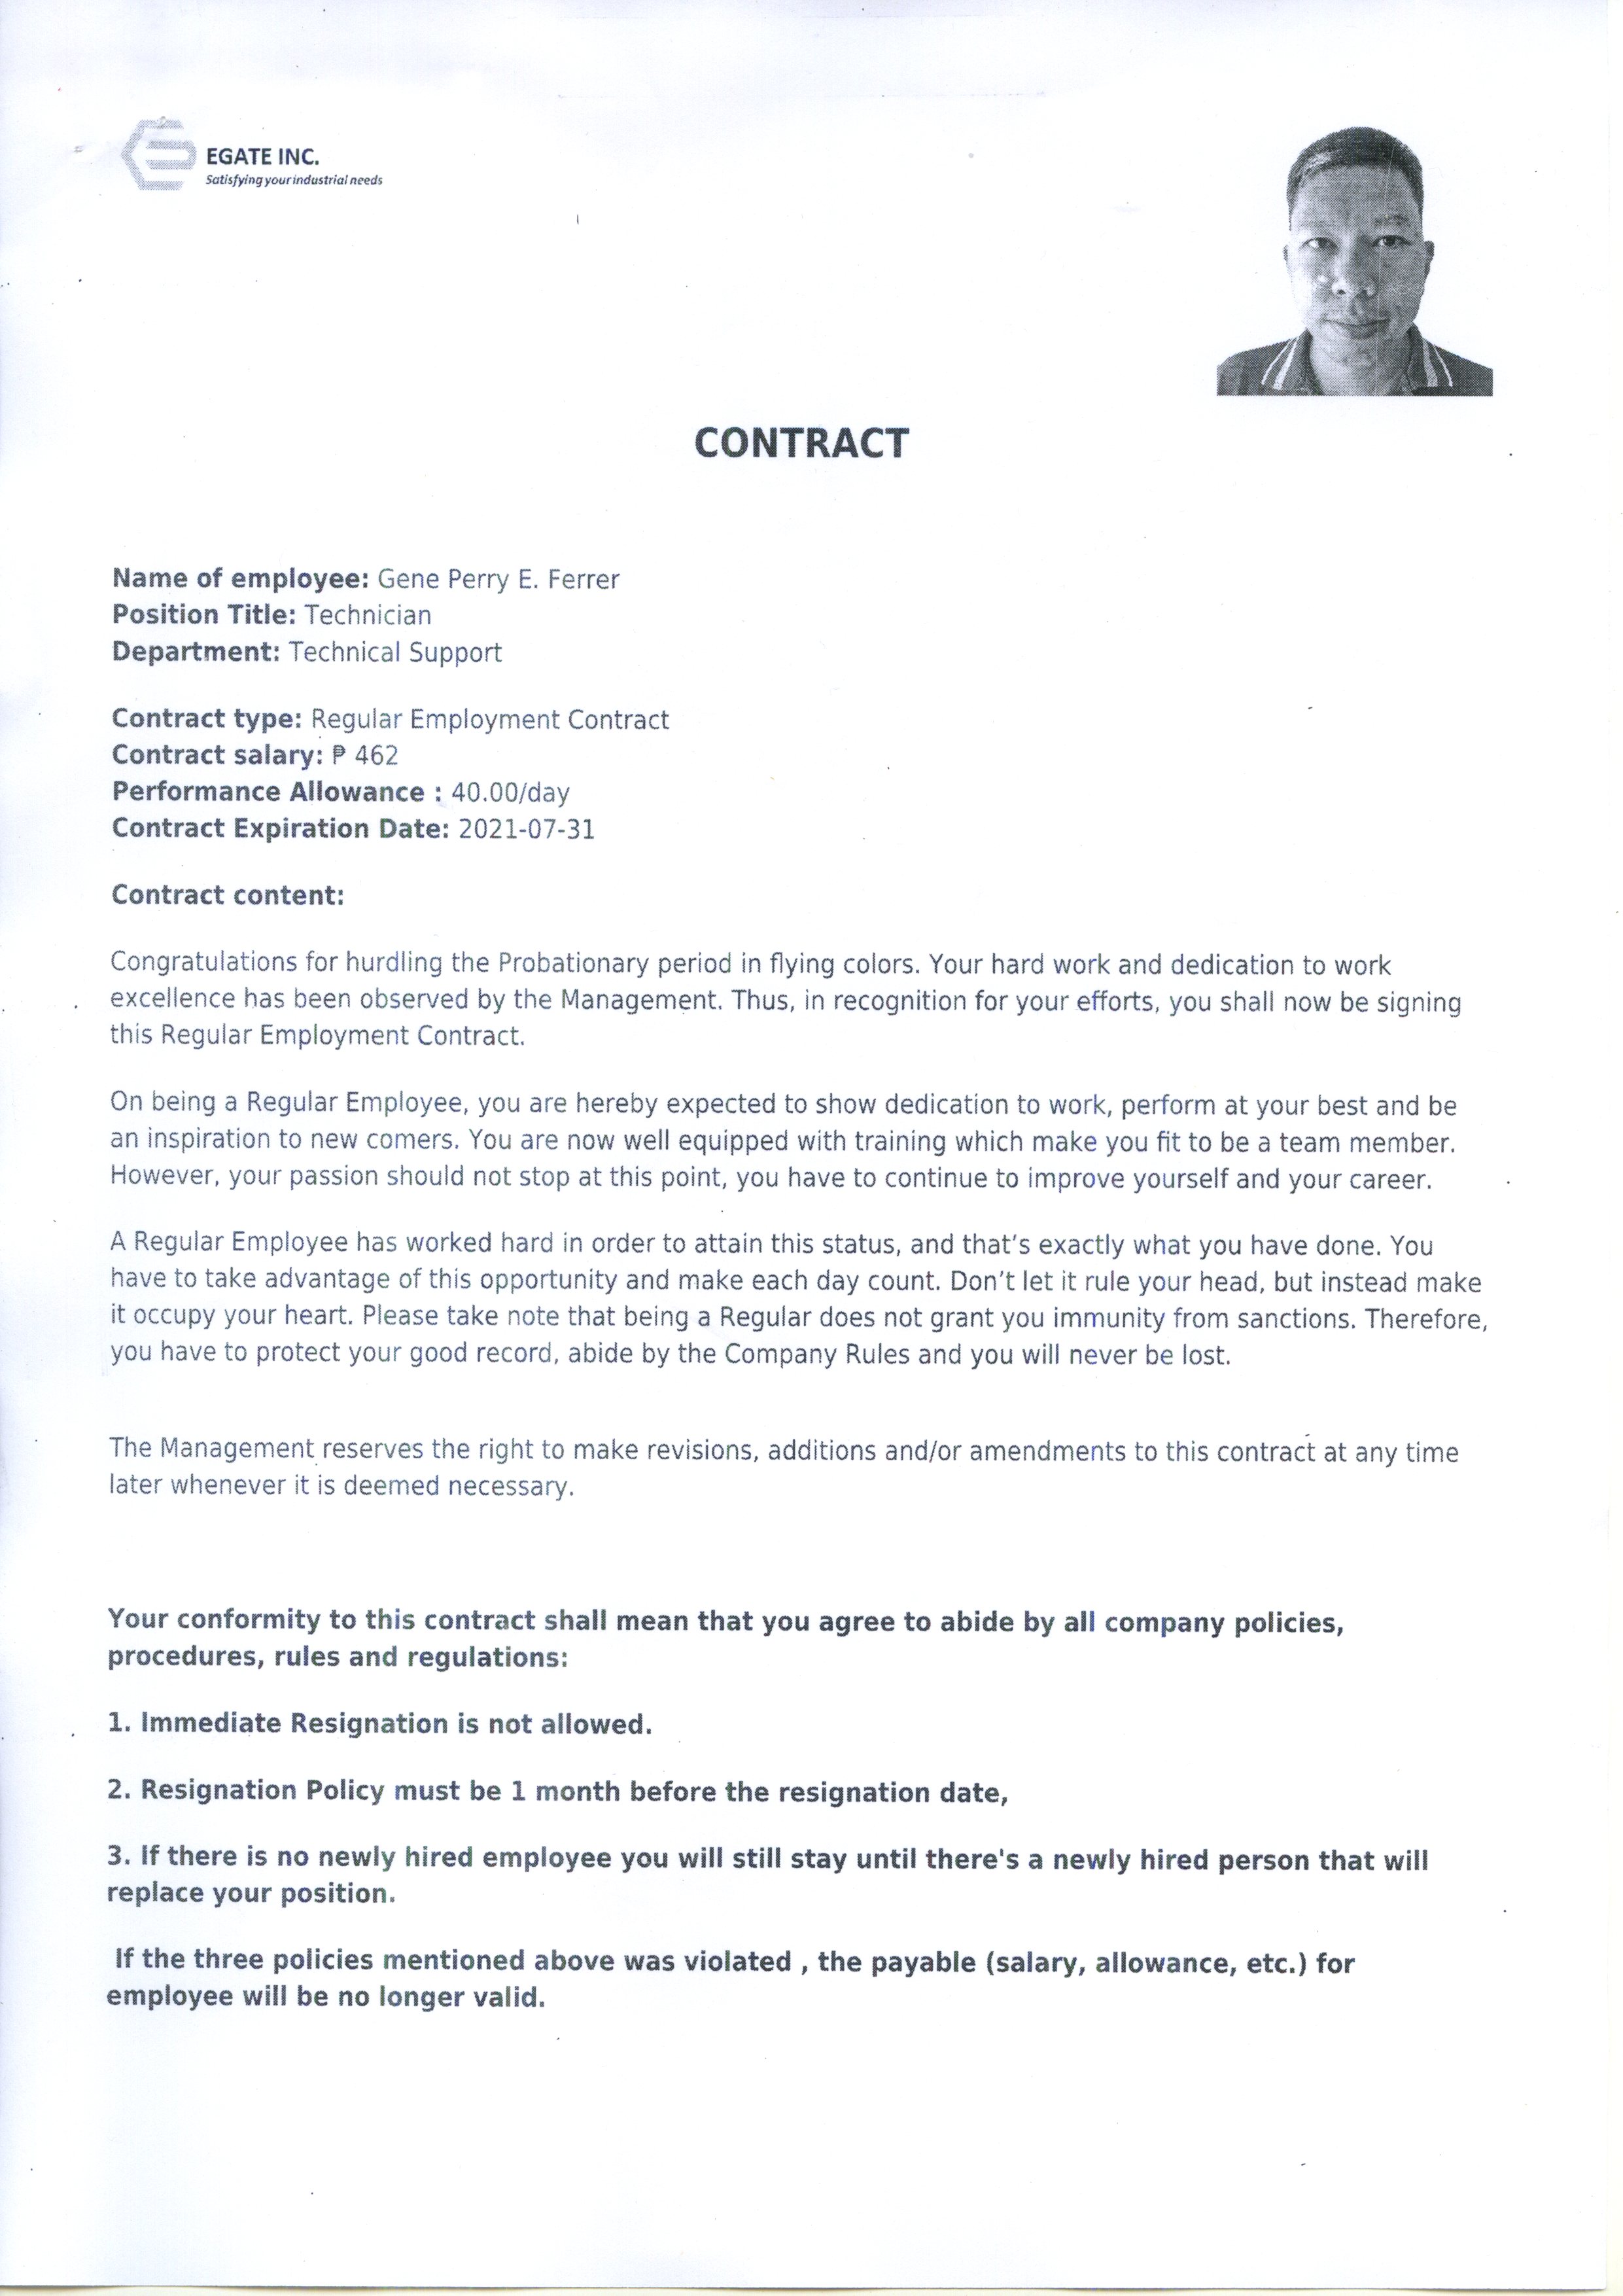 EGATE INC.
Satisfying your industrial needs
CONTRACT
Name of employee: Gene Perry E. Ferrer
Position Title: Technician
Department: Technical Support
Contract type: Regular Employment Contract
Contract salary: ₱ 462
Performance Allowance : 40.00/day
Contract Expiration Date: 2021-07-31
Contract content:
Congratulations for hurdling the Probationary period in flying colors. Your hard work and dedication to work
excellence has been observed by the Management. Thus, in recognition for your efforts, you shall now be signing
this Regular Employment Contract.
On being a Regular Employee, you are hereby expected to show dedication to work, perform at your best and be
an inspiration to new comers. You are now well equipped with training which make you fit to be a team member.
However, your passion should not stop at this point, you have to continue to improve yourself and your career.
A Regular Employee has worked hard in order to attain this status, and that’s exactly what you have done. You
have to take advantage of this opportunity and make each day count. Don’t let it rule your head, but instead make
it occupy your heart. Please take note that being a Regular does not grant you immunity from sanctions. Therefore,
you have to protect your good record, abide by the Company Rules and you will never be lost.
The Management reserves the right to make revisions, additions and/or amendments to this contract at any time
later whenever it is deemed necessary.
Your conformity to this contract shall mean that you agree to abide by all company policies,
procedures, rules and regulations:
1. Immediate Resignation is not allowed.
2. Resignation Policy must be 1 month before the resignation date,
3. If there is no newly hired employee you will still stay until there's a newly hired person that will
replace your position.
If the three policies mentioned above was violated , the payable (salary, allowance, etc.) for
employee will be no longer valid.